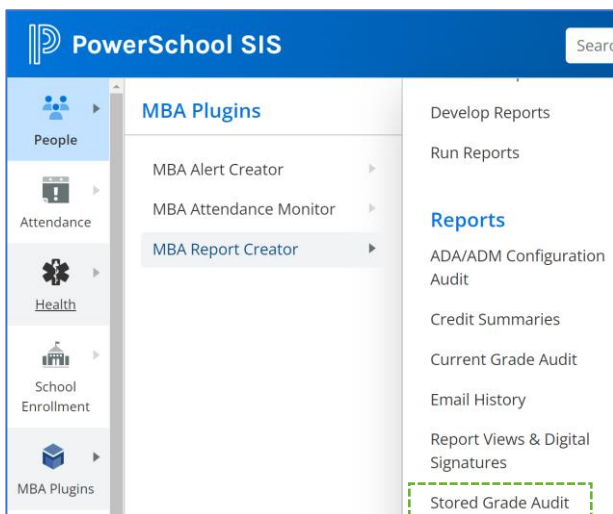 PowerSchool SIS
Searc
People
Attendance
Health
School
Enrollment
MBA Plugins
MBA Plugins
MBA Alert Creator
MBA Attendance Monitor
MBA Report Creator
Develop Reports
Run Reports
Reports
ADA/ADM Configuration
Audit
Credit Summaries
Current Grade Audit
Email History
Report Views & Digital
Signatures
Stored Grade Audit